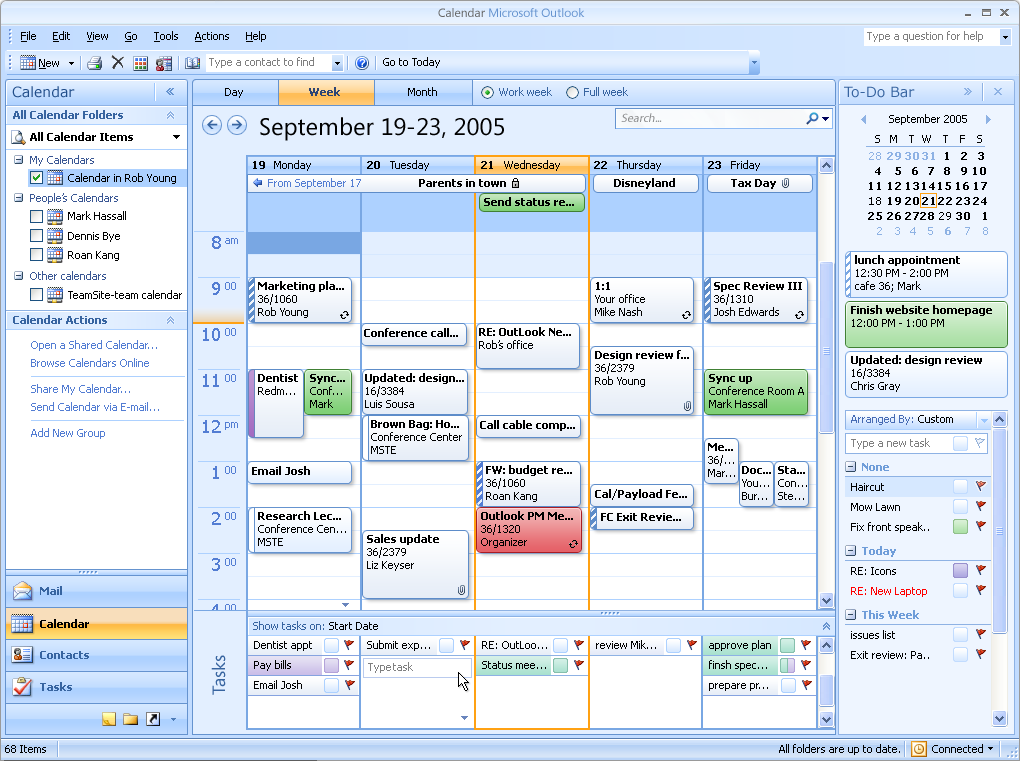 Calendar Microsoft Outlook
File Edit View Go Tools Actions Help
Type a question for help
New Type a contact to find Go to Today
Calendar
All Calendar Folders
All Calendar Items
My Calendars
Calendar in Rob Young
People's Calendars
Mark Hassall
Dennis Bye
Roan Kang
Other calendars
TeamSite-team calendar
Calendar Actions
Open a Shared Calendar...
Browse Calendars Online
Share My Calendar...
Send Calendar via E-mail...
Add New Group
Mail
Calendar
Contacts
Tasks
Day Week Month Work week Full week
September 19-23, 2005
Search...
19 Monday 20 Tuesday 21 Wednesday 22 Thursday 23 Friday
From September 17 Parents in town Disneyland Tax Day
Send status re...
8 am
9 00
10 00
11 00
12 pm
1 00
2 00
3 00
4 00
Marketing pla...
36/1060
Rob Young
Dentist
Redm...
Sync...
Conf...
Mark
Email Josh
Research Lec...
Conference Cen...
MSTE
Conference call...
Updated: design...
16/3384
Luis Sousa
Brown Bag: Ho...
Conference Center
MSTE
Sales update
36/2379
Liz Keyser
RE: OutLook Ne...
Rob's office
Call cable comp...
FW: budget re...
36/1060
Roan Kang
Outlook PM Me...
36/1320
Organizer
1:1
Your office
Mike Nash
Design review f...
36/2379
Rob Young
Cal/Payload Fe...
FC Exit Revie...
Spec Review III
36/1310
Josh Edwards
Sync up
Conference Room A
Mark Hassall
Me...
36/...
Mar...
Doc...
You...
Bur...
Sta...
Con...
Ste...
Show tasks on: Start Date
Tasks
Dentist appt
Pay bills
Email Josh
Submit exp...
Type task
RE: OutLoo...
Status mee...
review Mik...
approve plan
finsh spec...
prepare pr...
To-Do Bar
September 2005
S M T W T F S
28 29 30 31 1 2 3
4 5 6 7 8 9 10
11 12 13 14 15 16 17
18 19 20 21 22 23 24
25 26 27 28 29 30 1
2 3 4 5 6 7 8
lunch appointment
12:30 PM - 2:00 PM
cafe 36; Mark
Finish website homepage
12:00 PM - 1:00 PM
Updated: design review
16/3384
Chris Gray
Arranged By: Custom
Type a new task
None
Haircut
Mow Lawn
Fix front speak..
Today
RE: Icons
RE: New Laptop
This Week
issues list
Exit review: Pa..
68 Items
All folders are up to date.
Connected